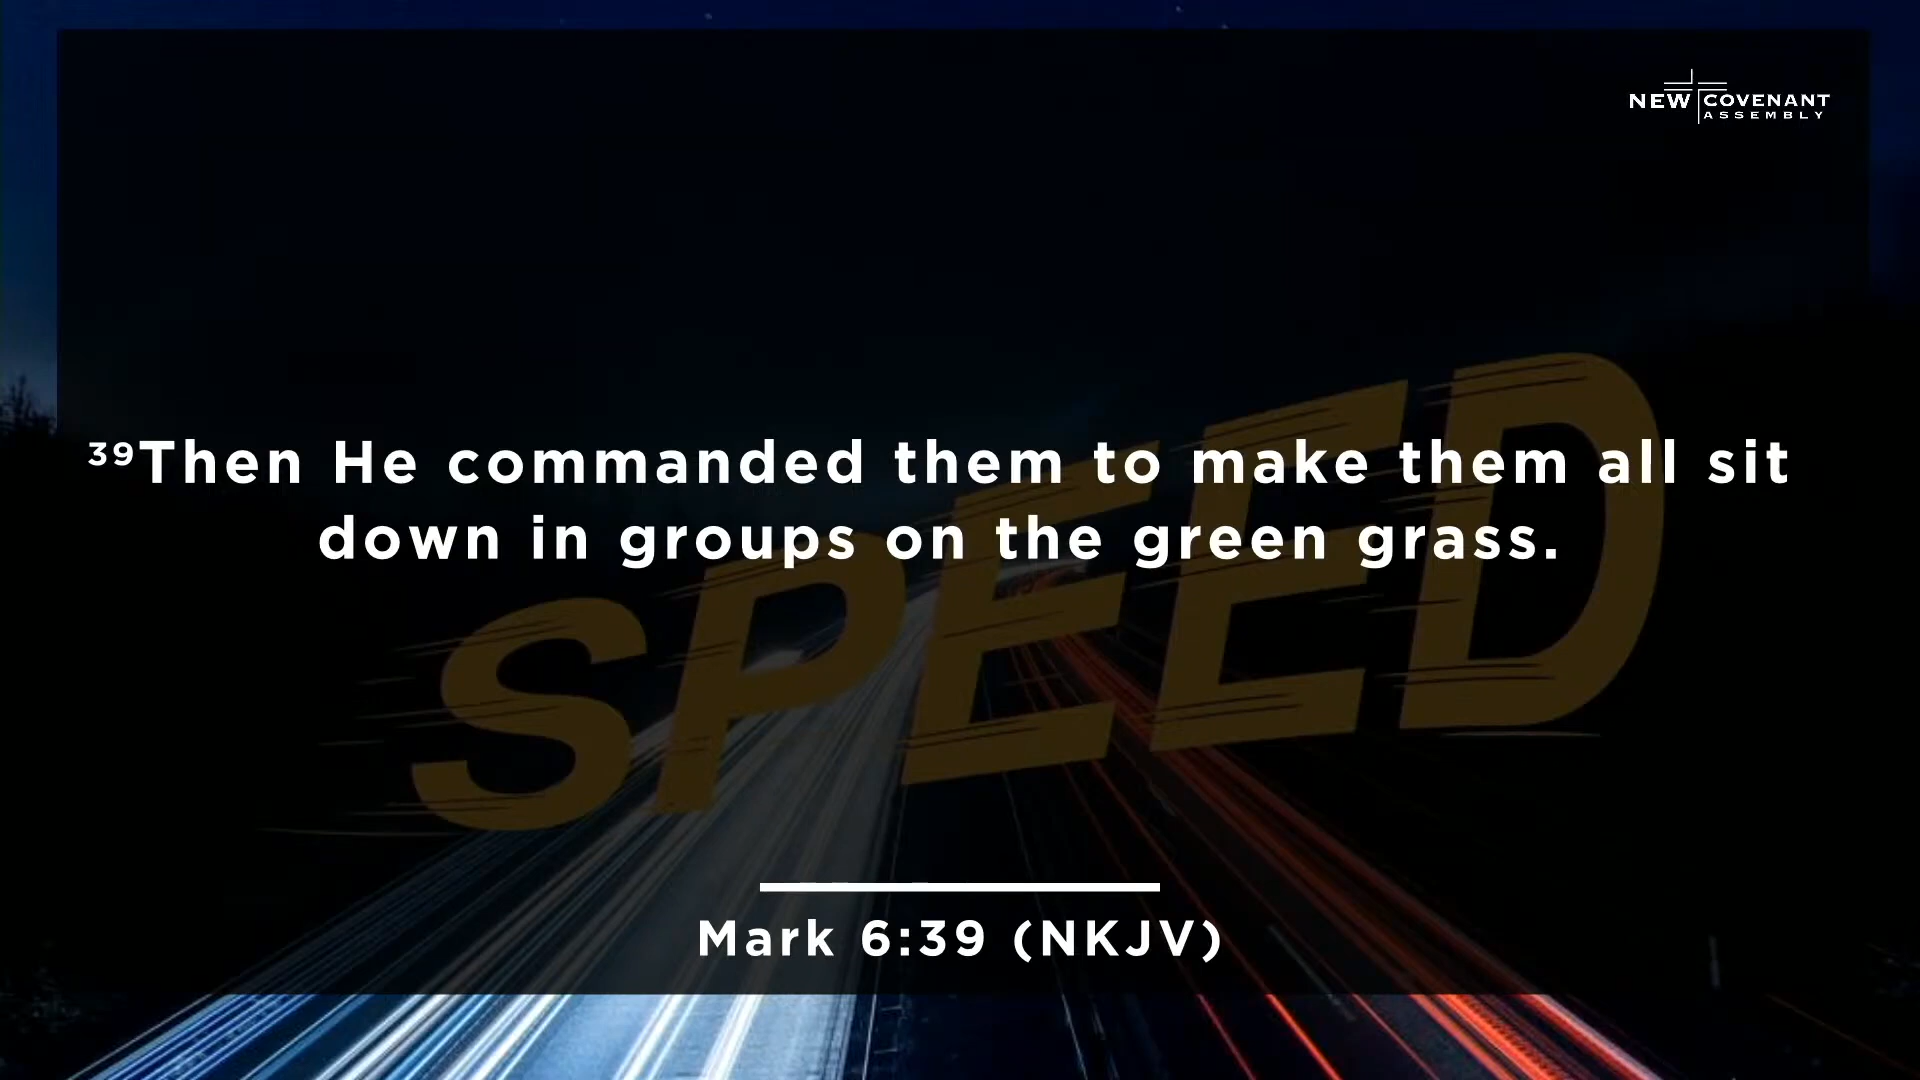 NEW COVENANT
ASSEMBLY
³⁹Then He commanded them to make them all sit
down in groups on the green grass.
SPEED
Mark 6:39 (NKJV)